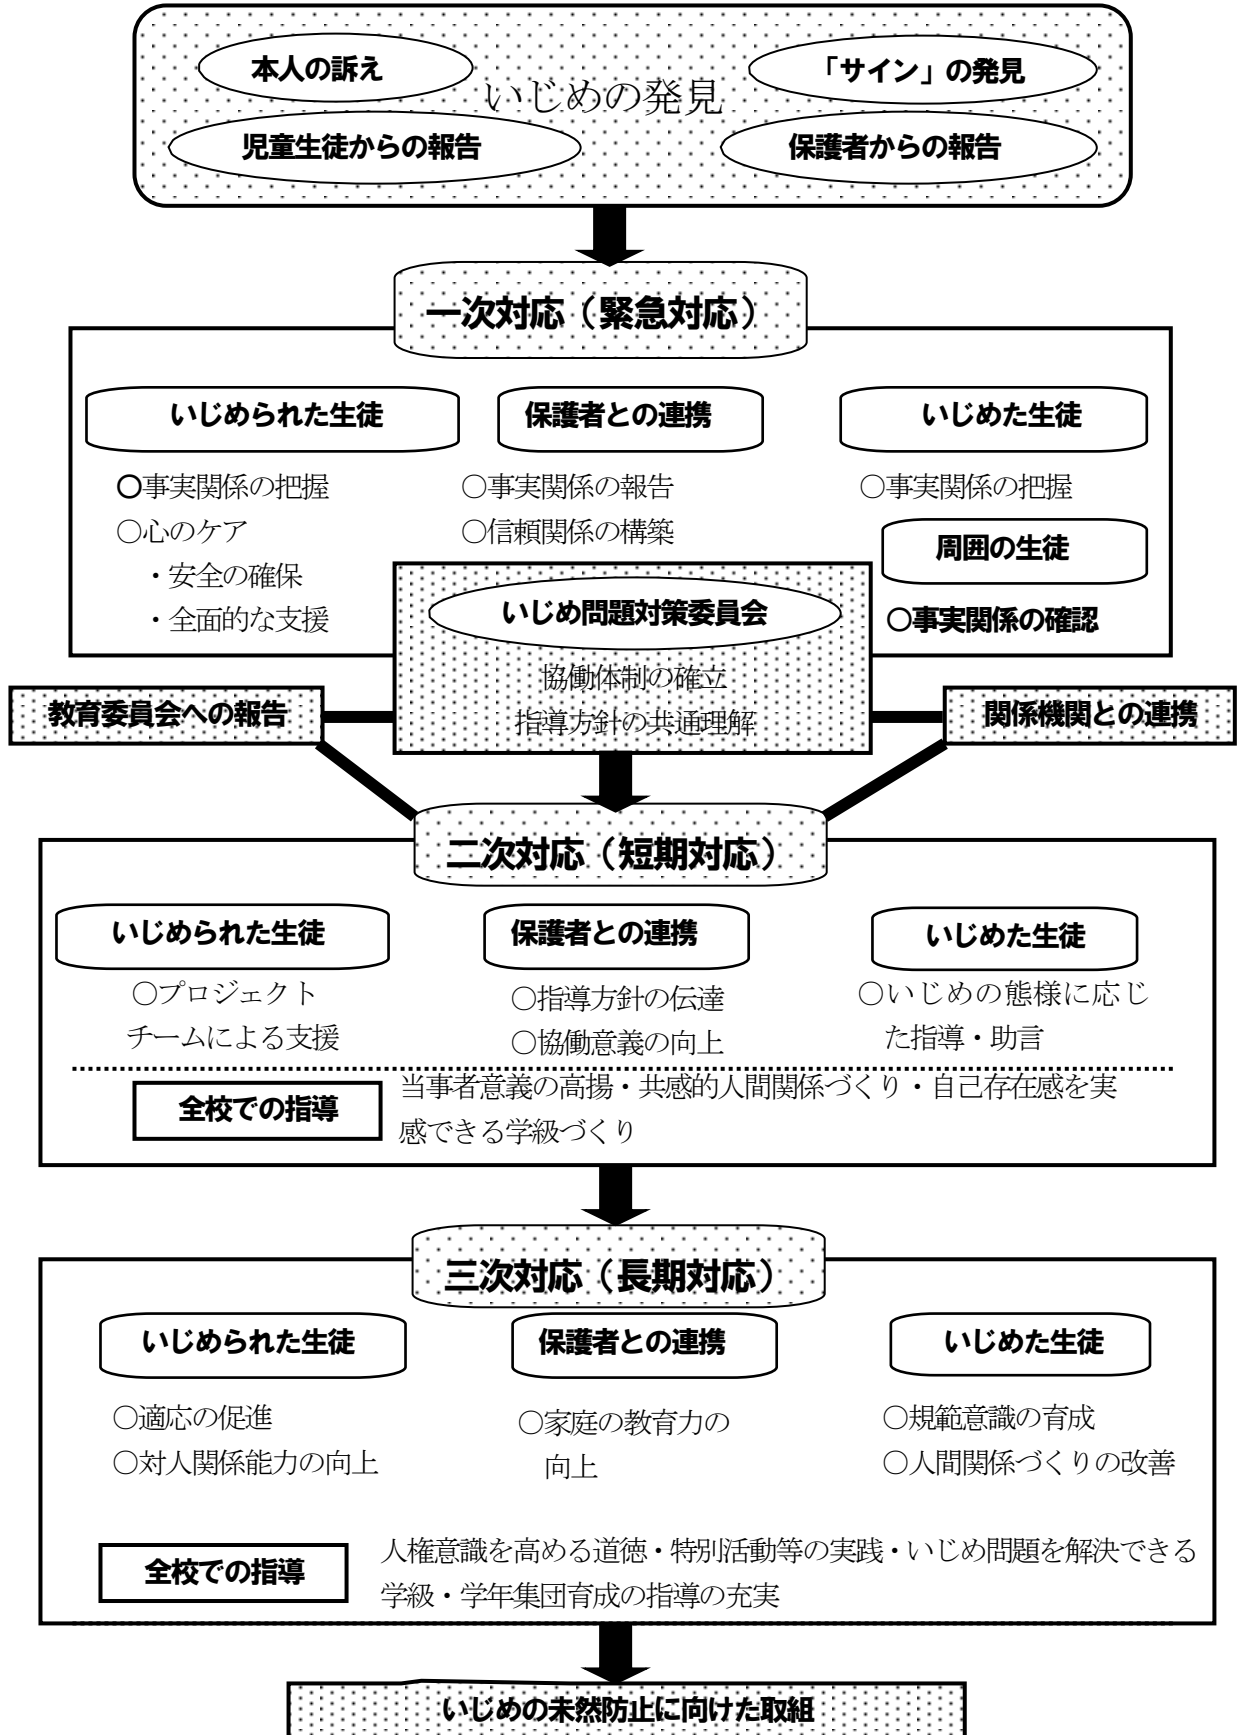 本人の訴え
「サイン」の発見
いじめの発見
児童生徒からの報告
保護者からの報告
一次対応（緊急対応）
いじめられた生徒
保護者との連携
いじめた生徒
〇事実関係の把握
〇事実関係の報告
〇事実関係の把握
〇心のケア
〇信頼関係の構築
周囲の生徒
・安全の確保
・全面的な支援
いじめ問題対策委員会
〇事実関係の確認
協働体制の確立
指導方針の共通理解
教育委員会への報告
関係機関との連携
二次対応（短期対応）
いじめられた生徒
保護者との連携
いじめた生徒
〇プロジェクト
チームによる支援
〇指導方針の伝達
〇協働意義の向上
〇いじめの態様に応じ
た指導・助言
全校での指導
当事者意義の高揚・共感的人間関係づくり・自己存在感を実
感できる学級づくり
三次対応（長期対応）
いじめられた生徒
保護者との連携
いじめた生徒
〇適応の促進
〇対人関係能力の向上
〇家庭の教育力の
向上
〇規範意識の育成
〇人間関係づくりの改善
全校での指導
人権意識を高める道徳・特別活動等の実践・いじめ問題を解決できる
学級・学年集団育成の指導の充実
いじめの未然防止に向けた取組